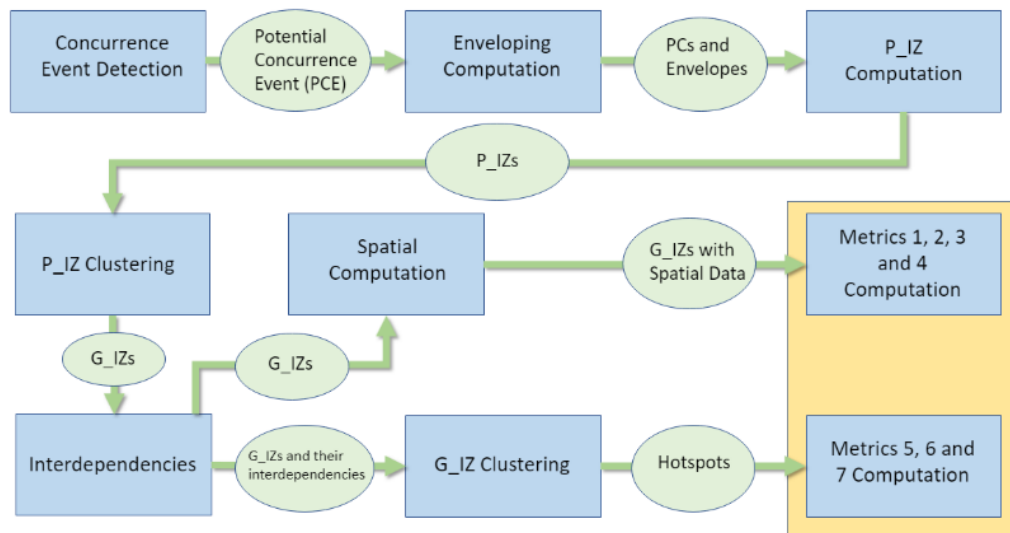 Concurrence
Event Detection
Potential
Concurrence
Event (PCE)
Enveloping
Computation
PCs and
Envelopes
P_IZ
Computation
P_IZs
P_IZ Clustering
Spatial
Computation
G_IZs with
Spatial Data
Metrics 1, 2, 3
and 4
Computation
G_IZs
G_IZs
Interdependencies
G_IZs and their
interdependencies
G_IZ Clustering
Hotspots
Metrics 5, 6 and
7 Computation